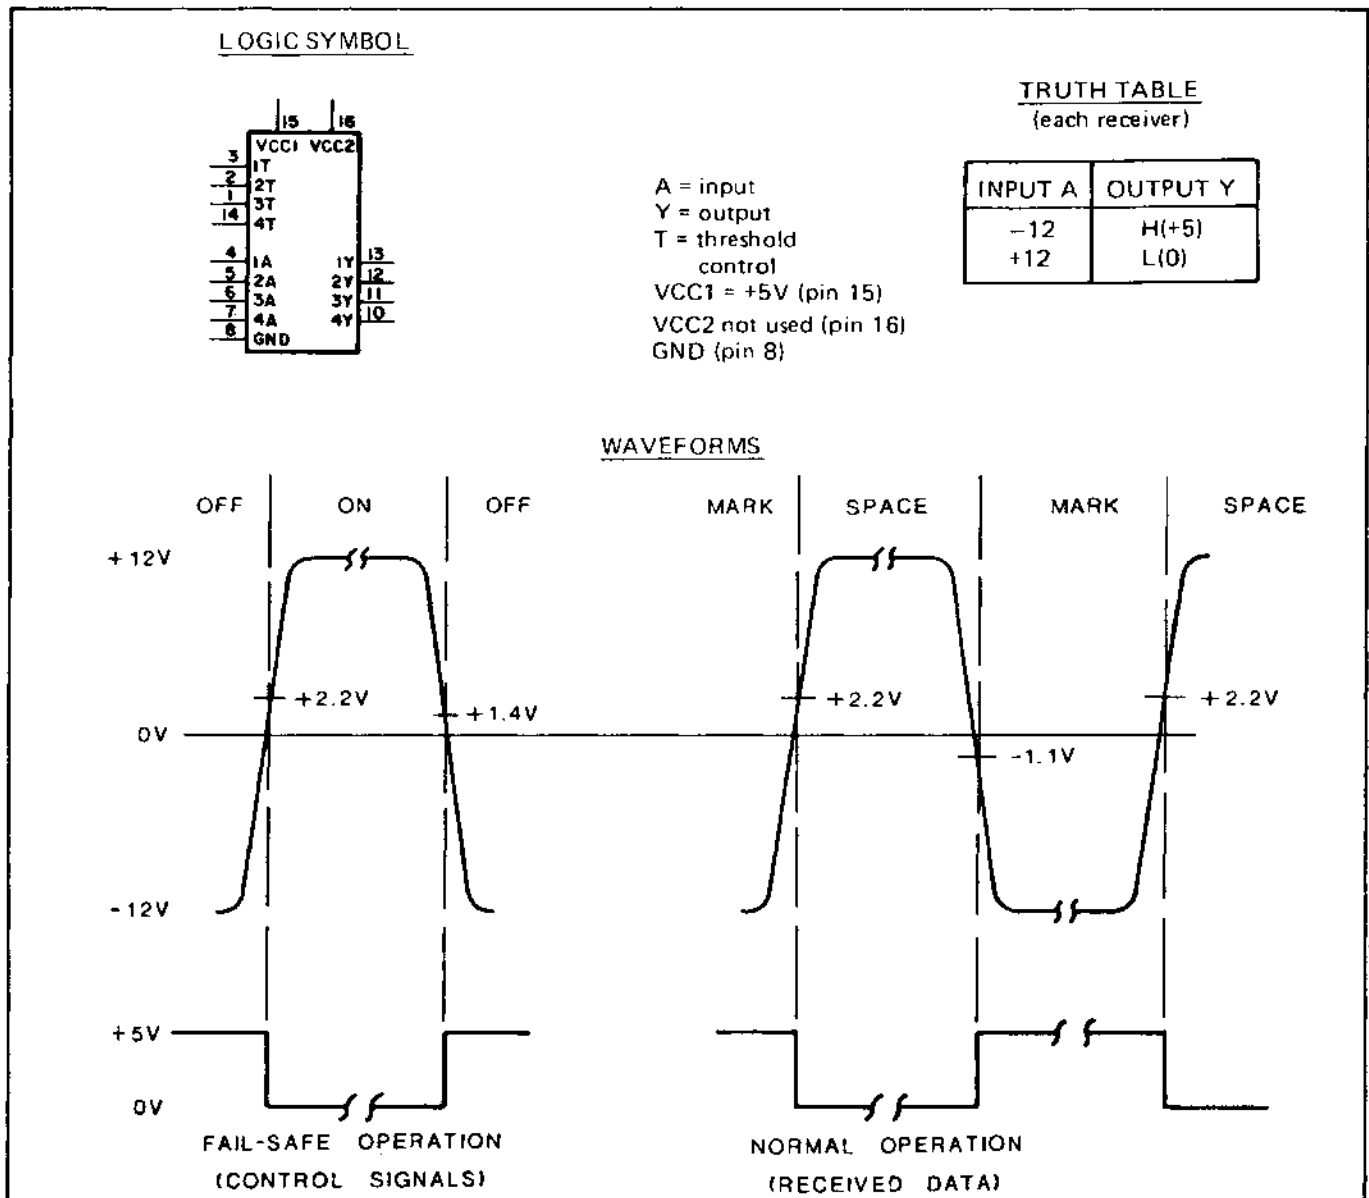 LOGIC SYMBOL
15 16
VCC1 VCC2
3 1T
2 2T
1 3T
14 4T
4 1A 1Y 13
5 2A 2Y 12
6 3A 3Y 11
7 4A 4Y 10
8 GND
A = input
Y = output
T = threshold
control
VCC1 = +5V (pin 15)
VCC2 not used (pin 16)
GND (pin 8)
TRUTH TABLE
(each receiver)
INPUT A OUTPUT Y
−12 H(+5)
+12 L(0)
WAVEFORMS
OFF ON OFF MARK SPACE MARK SPACE
+12V
+2.2V +1.4V +2.2V +2.2V
0V
-1.1V
-12V
+5V
0V
FAIL-SAFE OPERATION
(CONTROL SIGNALS)
NORMAL OPERATION
(RECEIVED DATA)